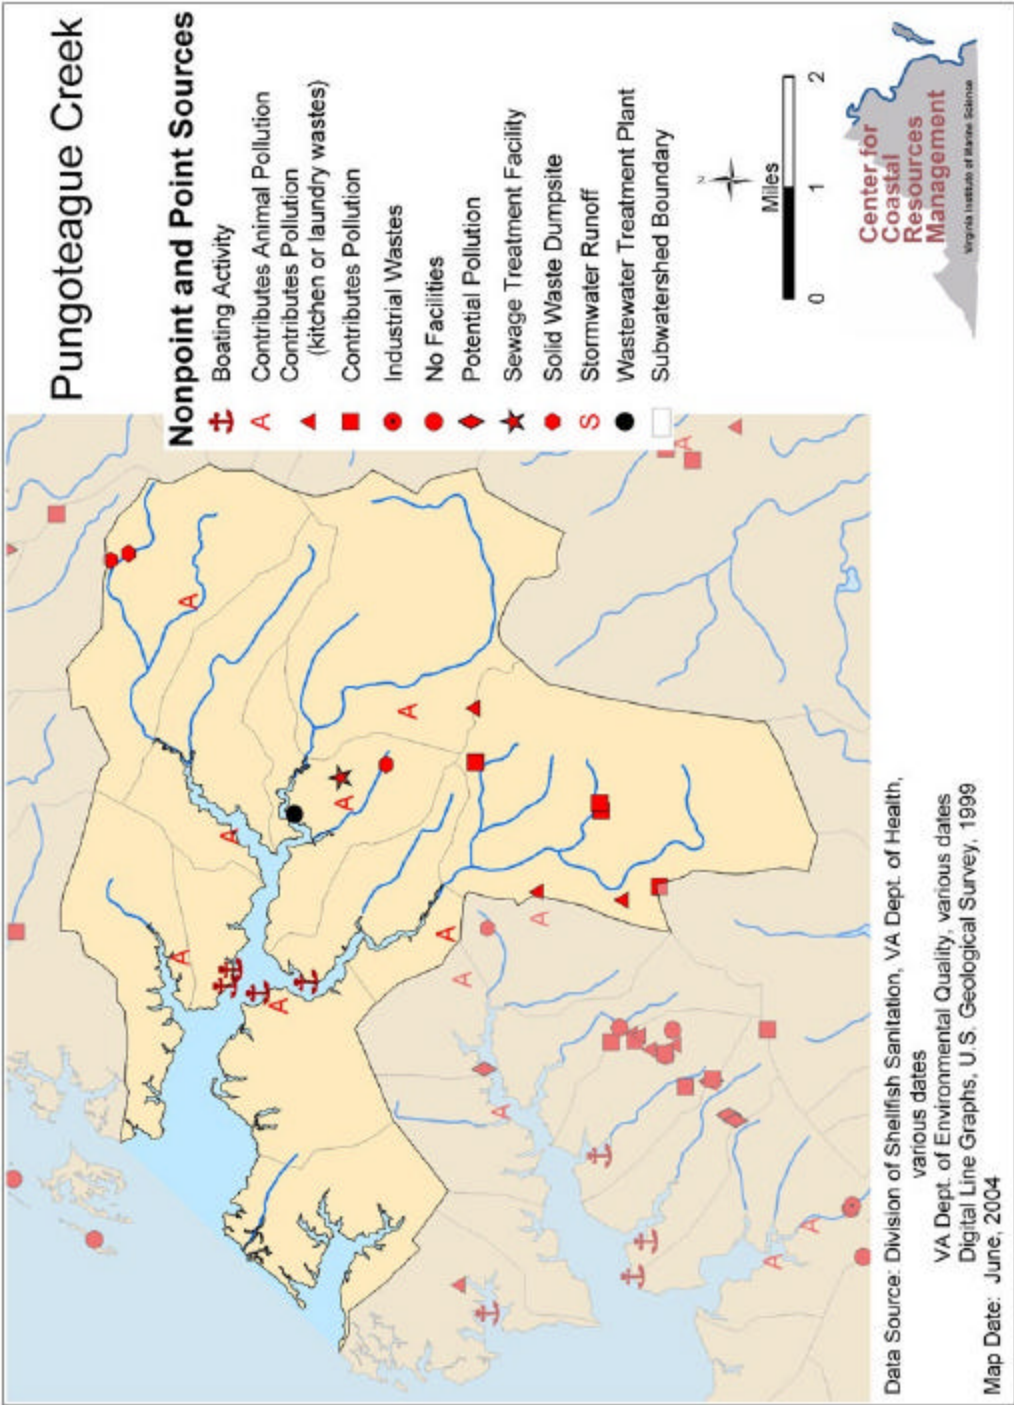 Pungoteague Creek
Nonpoint and Point Sources
Boating Activity
A Contributes Animal Pollution
Contributes Pollution
(kitchen or laundry wastes)
Contributes Pollution
Industrial Wastes
No Facilities
Potential Pollution
Sewage Treatment Facility
Solid Waste Dumpsite
S Stormwater Runoff
Wastewater Treatment Plant
Subwatershed Boundary
N
Miles
0 1 2
Center for
Coastal
Resources
Management
Virginia Institute of Marine Science
A
A
A
A
A
A
A
A
A
A
A
A
A
A
Data Source: Division of Shellfish Sanitation, VA Dept. of Health,
various dates
VA Dept. of Environmental Quality, various dates
Digital Line Graphs, U.S. Geological Survey, 1999
Map Date: June, 2004